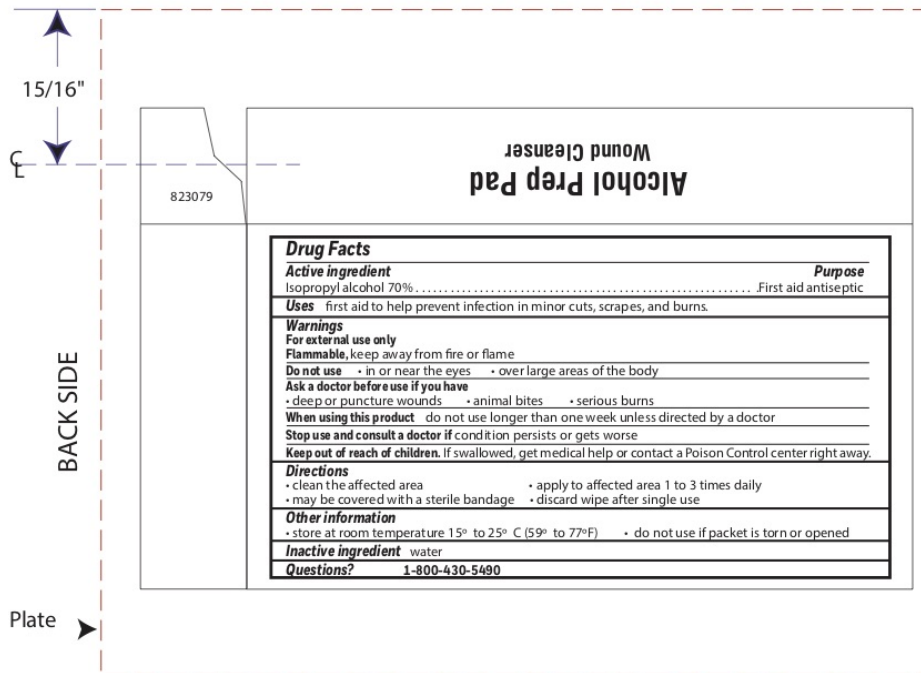 15/16"
CL
823079
Alcohol Prep Pad
Wound Cleanser
BACK SIDE
Plate
Drug Facts
Active ingredient Purpose
Isopropyl alcohol 70%........................................................First aid antiseptic
Uses first aid to help prevent infection in minor cuts, scrapes, and burns.
Warnings
For external use only
Flammable, keep away from fire or flame
Do not use • in or near the eyes • over large areas of the body
Ask a doctor before use if you have
• deep or puncture wounds • animal bites • serious burns
When using this product do not use longer than one week unless directed by a doctor
Stop use and consult a doctor if condition persists or gets worse
Keep out of reach of children. If swallowed, get medical help or contact a Poison Control center right away.
Directions
• clean the affected area • apply to affected area 1 to 3 times daily
• may be covered with a sterile bandage • discard wipe after single use
Other information
• store at room temperature 15º to 25º C (59º to 77ºF) • do not use if packet is torn or opened
Inactive ingredient water
Questions? 1-800-430-5490